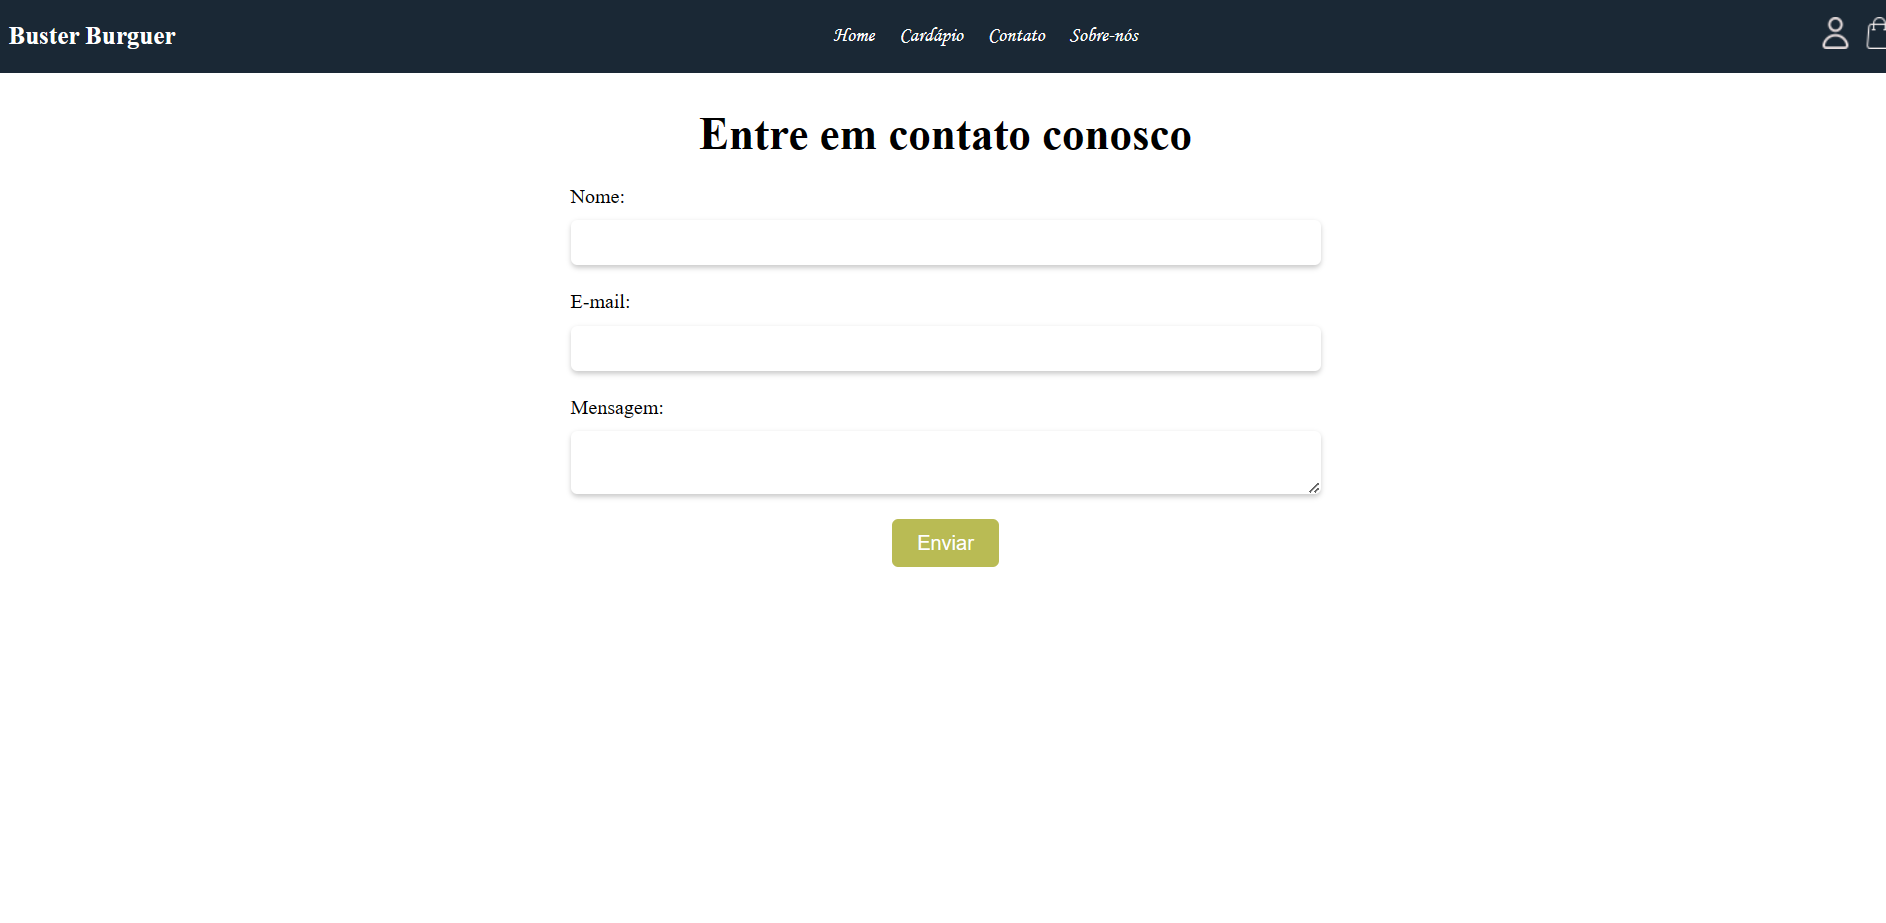 Buster Burguer
Home Cardápio Contato Sobre-nós
Entre em contato conosco
Nome:
E-mail:
Mensagem:
Enviar